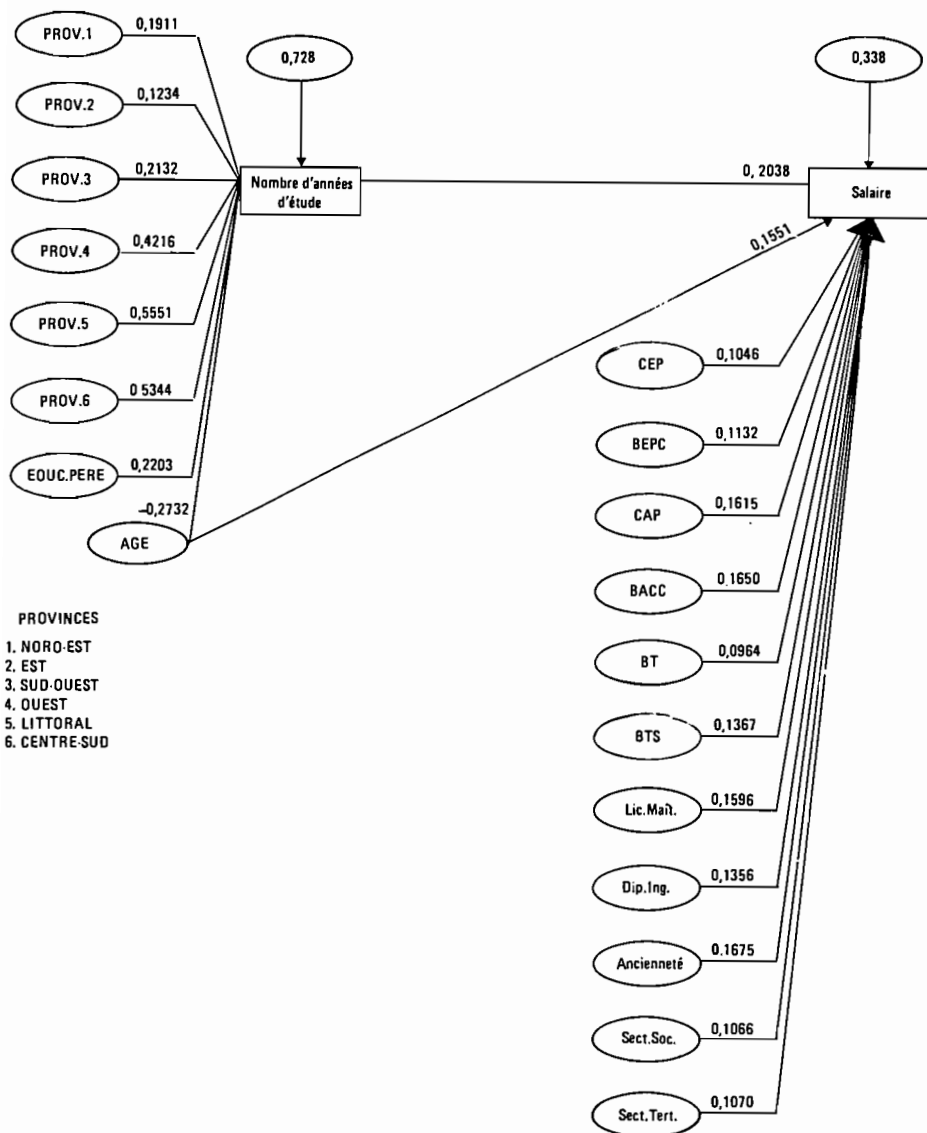 PROV.1
0,1911
PROV.2
0,1234
PROV.3
0,2132
PROV.4
0,4216
PROV.5
0,5551
PROV.6
0 5344
EOUC.PERE
0,2203
AGE
–0,2732
0,728
Nombre d'années
d'étude
0, 2038
0,338
Salaire
0,1551
CEP
0,1046
BEPC
0,1132
CAP
0,1615
BACC
0,1650
BT
0,0964
BTS
0,1367
Lic.Maît.
0,1596
Dip.Ing.
0,1356
Ancienneté
0.1675
Sect.Soc.
0,1066
Sect.Tert.
0,1070
PROVINCES
1. NORO-EST
2. EST
3. SUD-OUEST
4. OUEST
5. LITTORAL
6. CENTRE-SUD